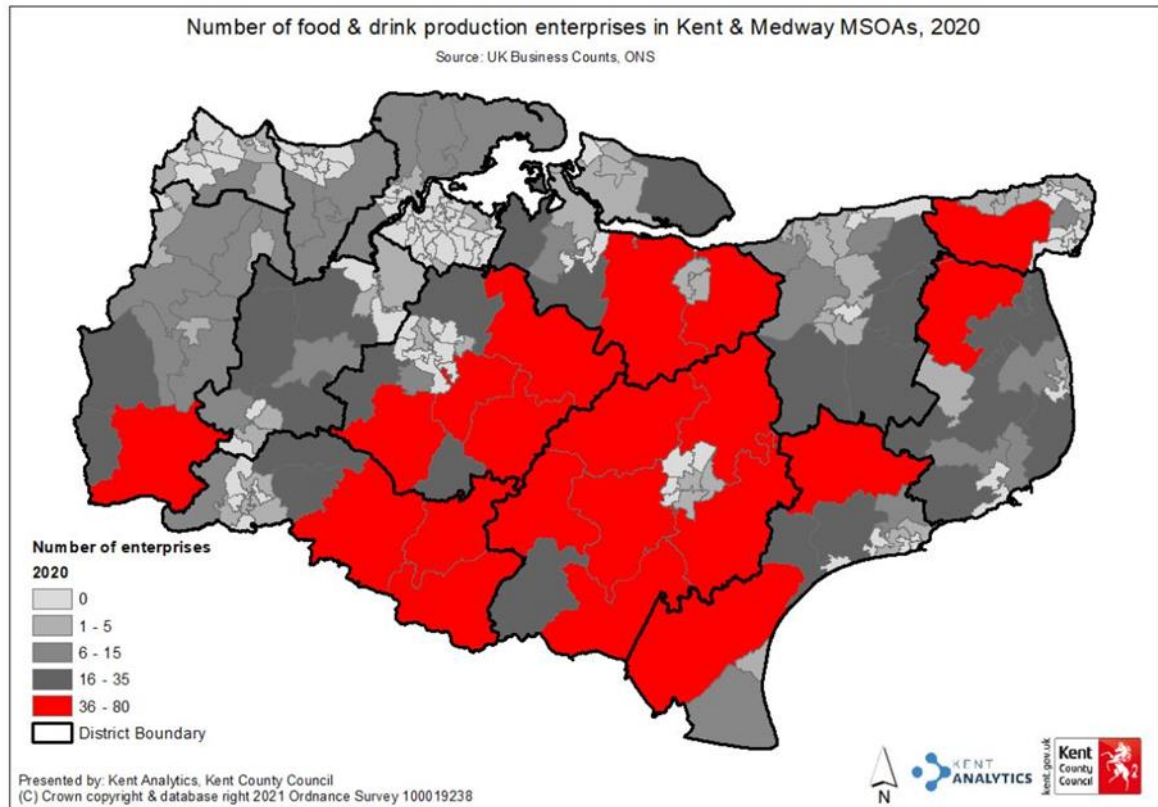 Number of food & drink production enterprises in Kent & Medway MSOAs, 2020
Source: UK Business Counts, ONS
Number of enterprises
2020
0
1 - 5
6 - 15
16 - 35
36 - 80
District Boundary
Presented by: Kent Analytics, Kent County Council
(C) Crown copyright & database right 2021 Ordnance Survey 100019238
N
KENT
ANALYTICS
kent.gov.uk
Kent
County
Council